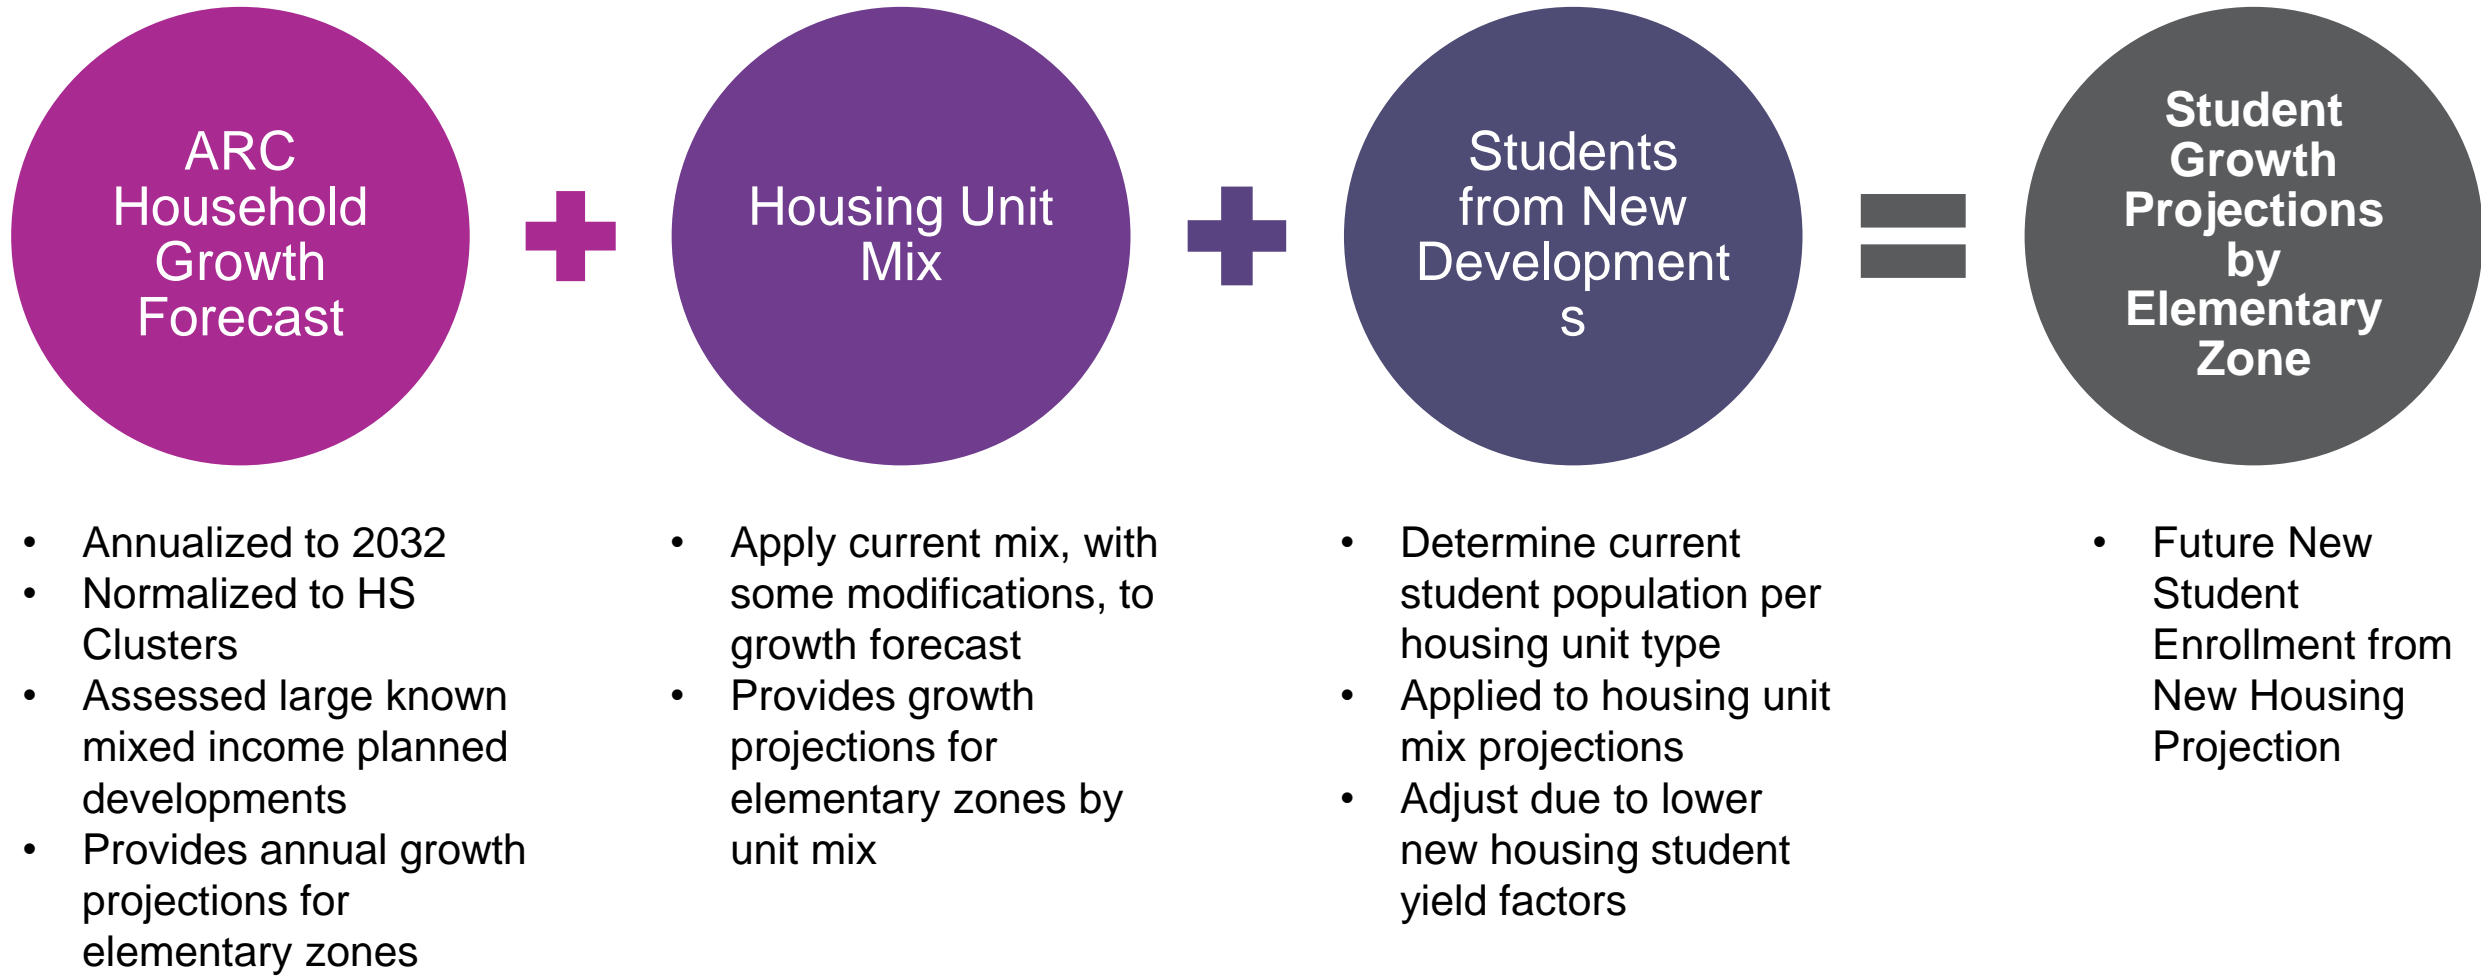 ARC
Household
Growth
Forecast
Housing Unit
Mix
Students
from New
Development
s
Student
Growth
Projections
by
Elementary
Zone
• Annualized to 2032
• Normalized to HS
Clusters
• Assessed large known
mixed income planned
developments
• Provides annual growth
projections for
elementary zones
• Apply current mix, with
some modifications, to
growth forecast
• Provides growth
projections for
elementary zones by
unit mix
• Determine current
student population per
housing unit type
• Applied to housing unit
mix projections
• Adjust due to lower
new housing student
yield factors
• Future New
Student
Enrollment from
New Housing
Projection